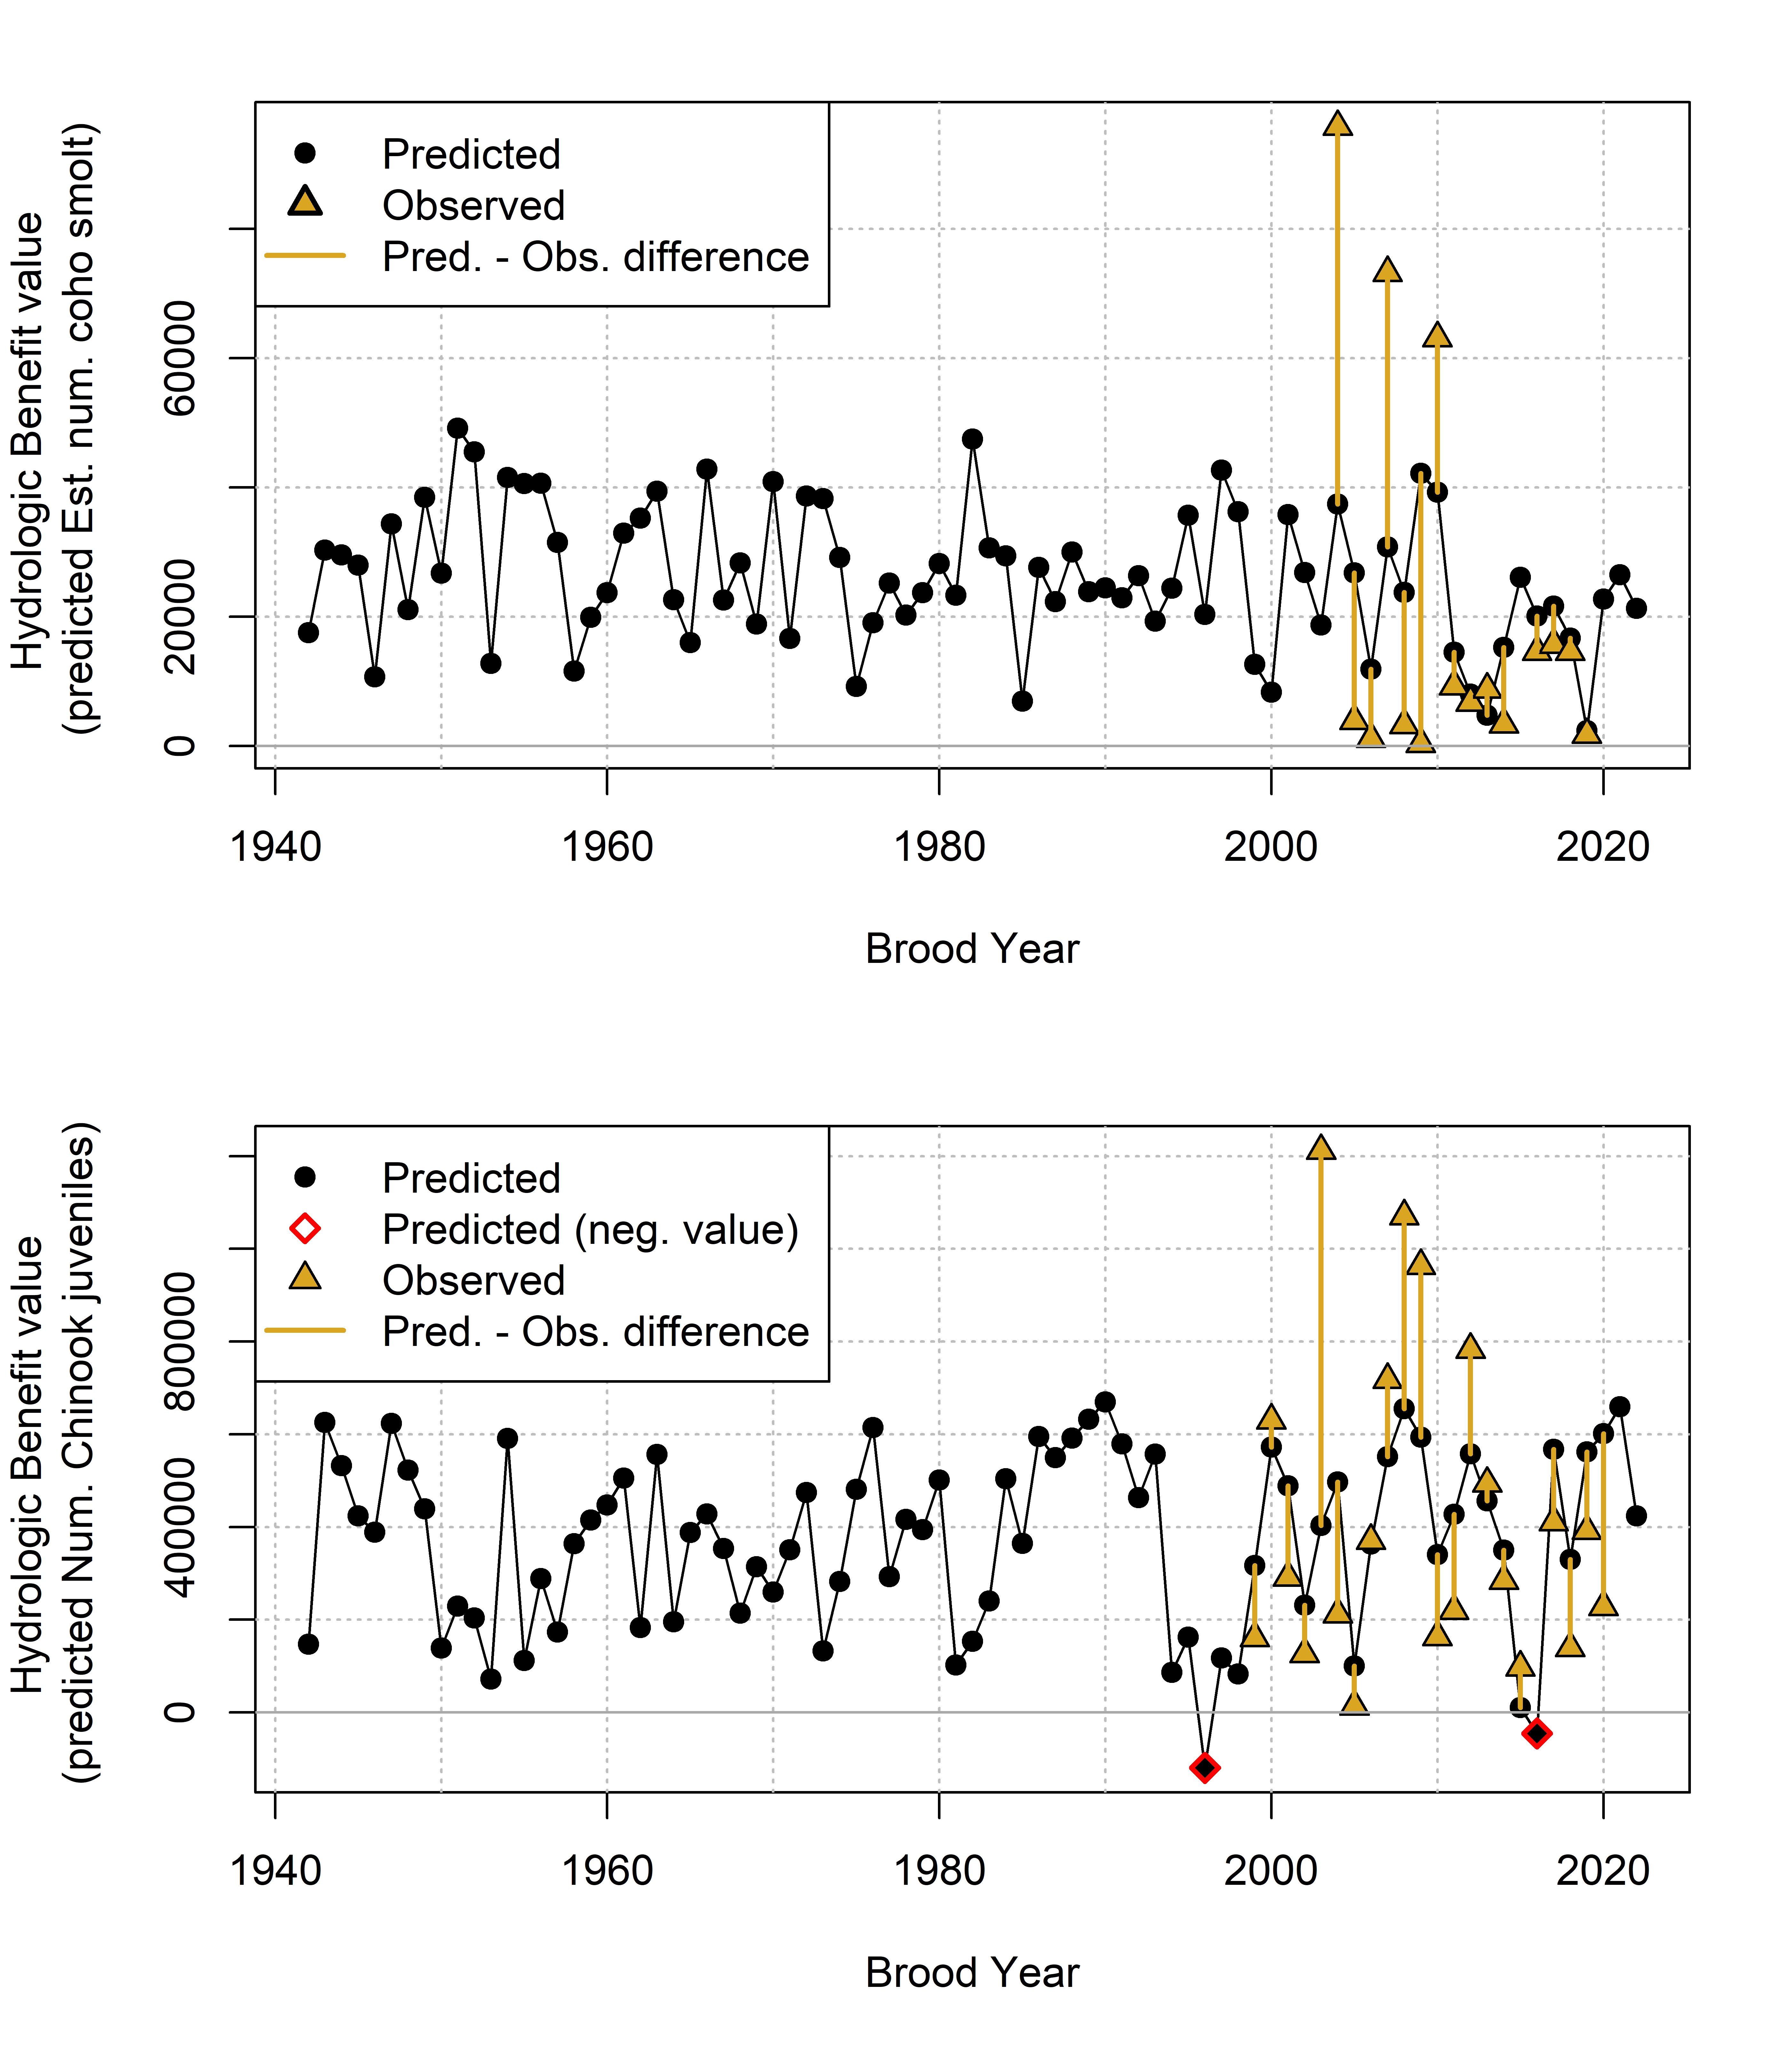 Hydrologic Benefit value
(predicted Est. num. coho smolt)
Predicted
Observed
Pred. - Obs. difference
60000
20000
0
1940 1960 1980 2000 2020
Brood Year
Hydrologic Benefit value
(predicted Num. Chinook juveniles)
Predicted
Predicted (neg. value)
Observed
Pred. - Obs. difference
800000
400000
0
1940 1960 1980 2000 2020
Brood Year